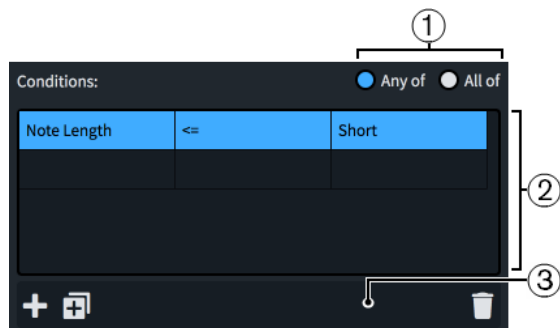 1
Conditions: Any of All of
Note Length <= Short
2
3